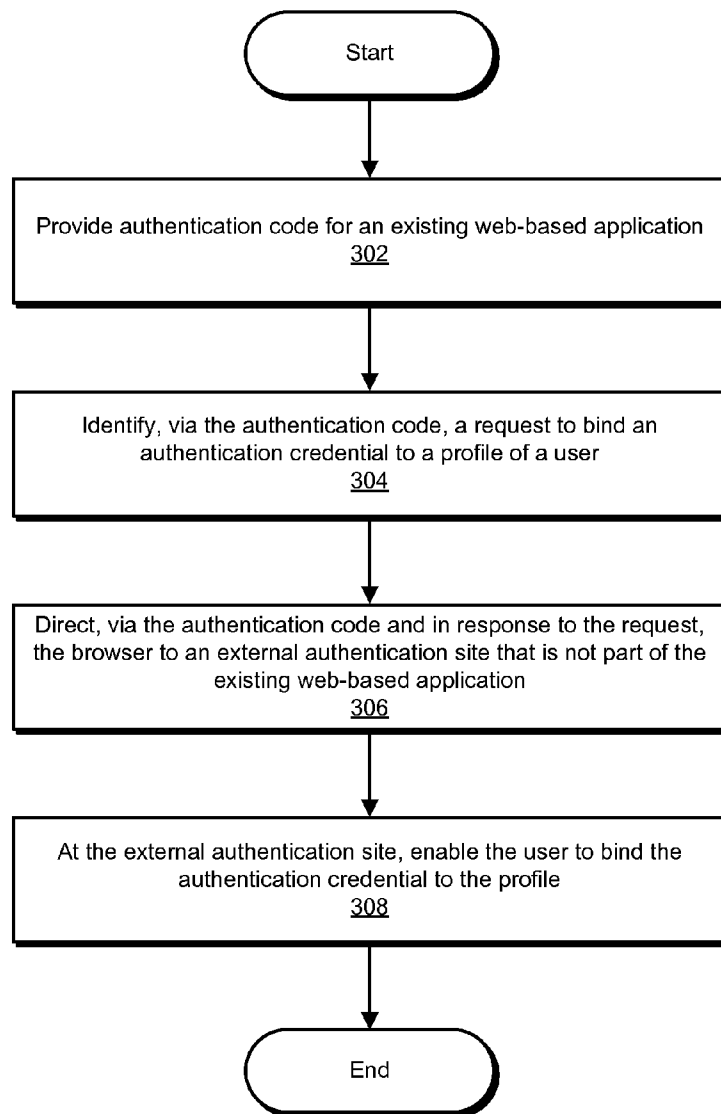 Start
Provide authentication code for an existing web-based application
302
Identify, via the authentication code, a request to bind an
authentication credential to a profile of a user
304
Direct, via the authentication code and in response to the request,
the browser to an external authentication site that is not part of the
existing web-based application
306
At the external authentication site, enable the user to bind the
authentication credential to the profile
308
End